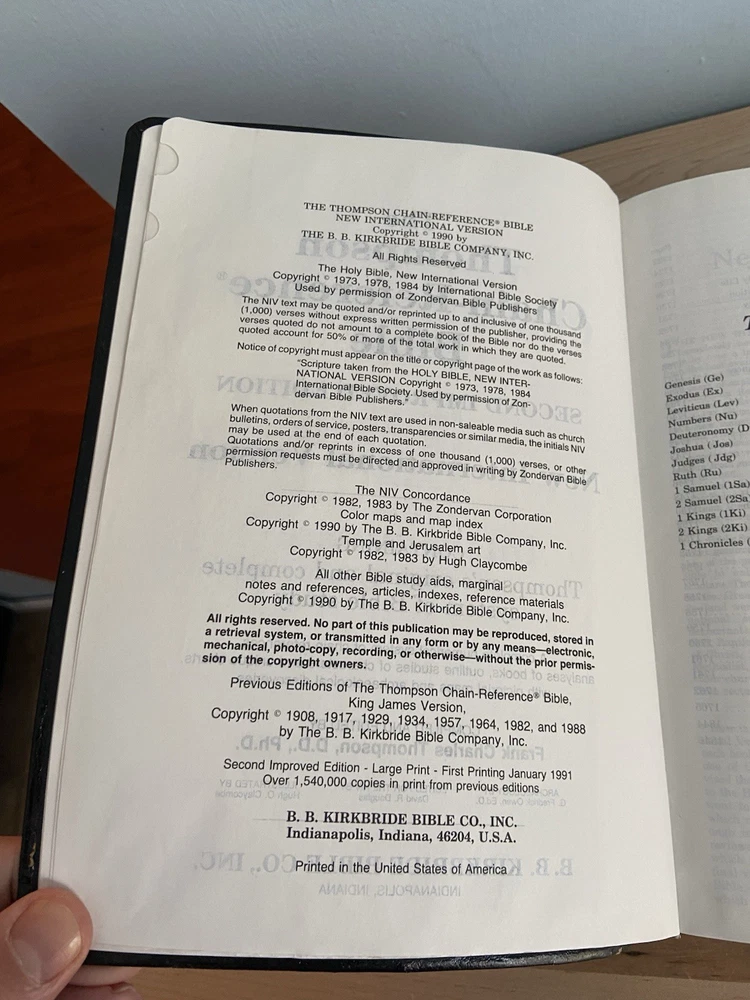 THE THOMPSON CHAIN-REFERENCE® BIBLE
NEW INTERNATIONAL VERSION
Copyright © 1990 by
THE B. B. KIRKBRIDE BIBLE COMPANY, INC.
All Rights Reserved
The Holy Bible, New International Version
Copyright © 1973, 1978, 1984 by International Bible Society
Used by permission of Zondervan Bible Publishers
The NIV text may be quoted and/or reprinted up to and inclusive of one thousand
(1,000) verses without express written permission of the publisher, providing the
verses quoted do not amount to a complete book of the Bible nor do the verses
quoted account for 50% or more of the total work in which they are quoted.
Notice of copyright must appear on the title or copyright page of the work as follows:
"Scripture taken from the HOLY BIBLE, NEW INTER-
NATIONAL VERSION Copyright © 1973, 1978, 1984
International Bible Society. Used by permission of Zon-
dervan Bible Publishers."
When quotations from the NIV text are used in non-saleable media such as church
bulletins, orders of service, posters, transparencies or similar media, the initials NIV
may be used at the end of each quotation.
Quotations and/or reprints in excess of one thousand (1,000) verses, or other
permission requests must be directed and approved in writing by Zondervan Bible
Publishers.
The NIV Concordance
Copyright © 1982, 1983 by The Zondervan Corporation
Color maps and map index
Copyright © 1990 by The B. B. Kirkbride Bible Company, Inc.
Temple and Jerusalem art
Copyright © 1982, 1983 by Hugh Claycombe
All other Bible study aids, marginal
notes and references, articles, indexes, reference materials
Copyright © 1990 by The B. B. Kirkbride Bible Company, Inc.
All rights reserved. No part of this publication may be reproduced, stored in
a retrieval system, or transmitted in any form or by any means—electronic,
mechanical, photo-copy, recording, or otherwise—without the prior permis-
sion of the copyright owners.
Previous Editions of The Thompson Chain-Reference® Bible,
King James Version,
Copyright © 1908, 1917, 1929, 1934, 1957, 1964, 1982, and 1988
by The B. B. Kirkbride Bible Company, Inc.
Second Improved Edition - Large Print - First Printing January 1991
Over 1,540,000 copies in print from previous editions
B. B. KIRKBRIDE BIBLE CO., INC.
Indianapolis, Indiana, 46204, U.S.A.
Printed in the United States of America
Genesis (Ge)
Exodus (Ex)
Leviticus (Lev)
Numbers (Nu)
Deuteronomy (D
Joshua (Jos)
Judges (Jdg)
Ruth (Ru)
1 Samuel (1Sa)
2 Samuel (2Sa
1 Kings (1Ki)
2 Kings (2Ki)
1 Chronicles (